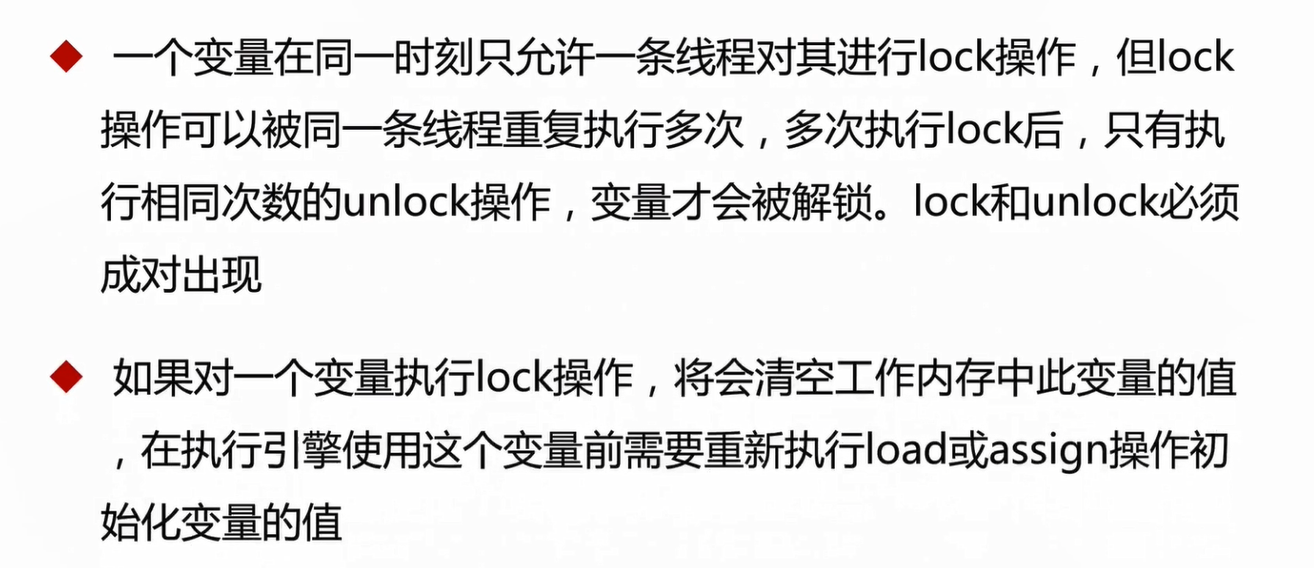 一个变量在同一时刻只允许一条线程对其进行lock操作，但lock
操作可以被同一条线程重复执行多次，多次执行lock后，只有执
行相同次数的unlock操作，变量才会被解锁。lock和unlock必须
成对出现
如果对一个变量执行lock操作，将会清空工作内存中此变量的值
，在执行引擎使用这个变量前需要重新执行load或assign操作初
始化变量的值